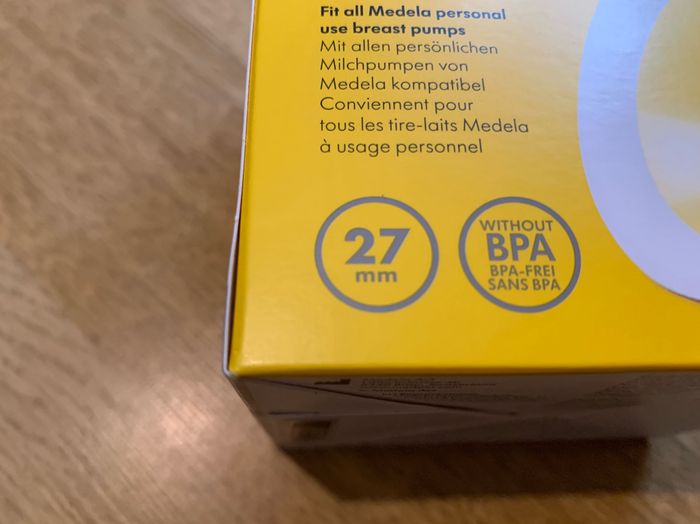 Fit all Medela personal
use breast pumps
Mit allen persönlichen
Milchpumpen von
Medela kompatibel
Conviennent pour
tous les tire-laits Medela
à usage personnel
27
mm
WITHOUT
BPA
BPA-FREI
SANS BPA